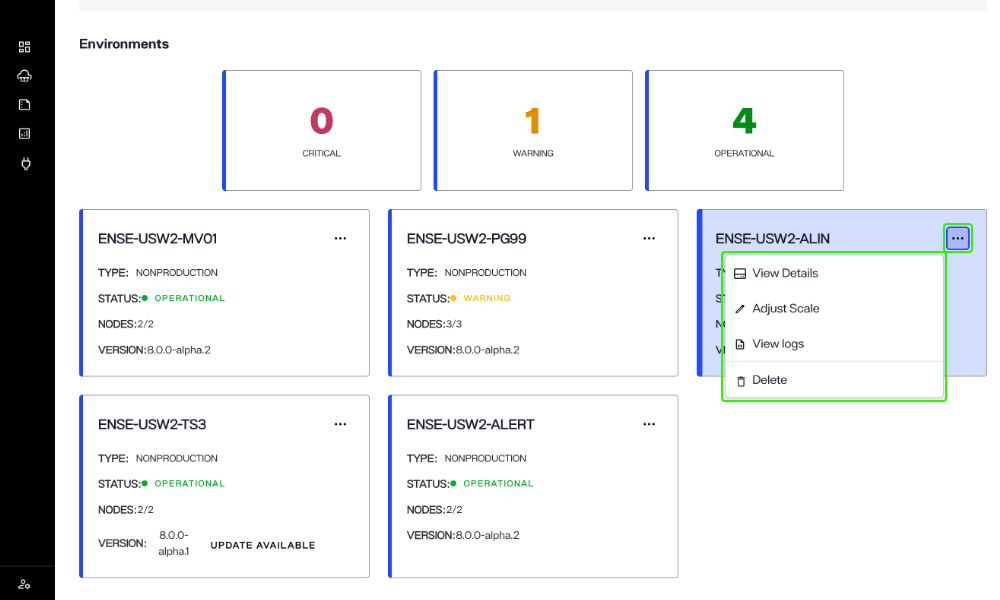 Environments
0
CRITICAL
1
WARNING
4
OPERATIONAL
ENSE-USW2-MV01 ...
TYPE: NONPRODUCTION
STATUS: OPERATIONAL
NODES:2/2
VERSION:8.0.0-alpha.2
ENSE-USW2-PG99 ...
TYPE: NONPRODUCTION
STATUS: WARNING
NODES:3/3
VERSION:8.0.0-alpha.2
ENSE-USW2-ALIN ...
View Details
Adjust Scale
View logs
Delete
ENSE-USW2-TS3 ...
TYPE: NONPRODUCTION
STATUS: OPERATIONAL
NODES:2/2
VERSION: 8.0.0-
alpha.1 UPDATE AVAILABLE
ENSE-USW2-ALERT ...
TYPE: NONPRODUCTION
STATUS: OPERATIONAL
NODES:2/2
VERSION:8.0.0-alpha.2